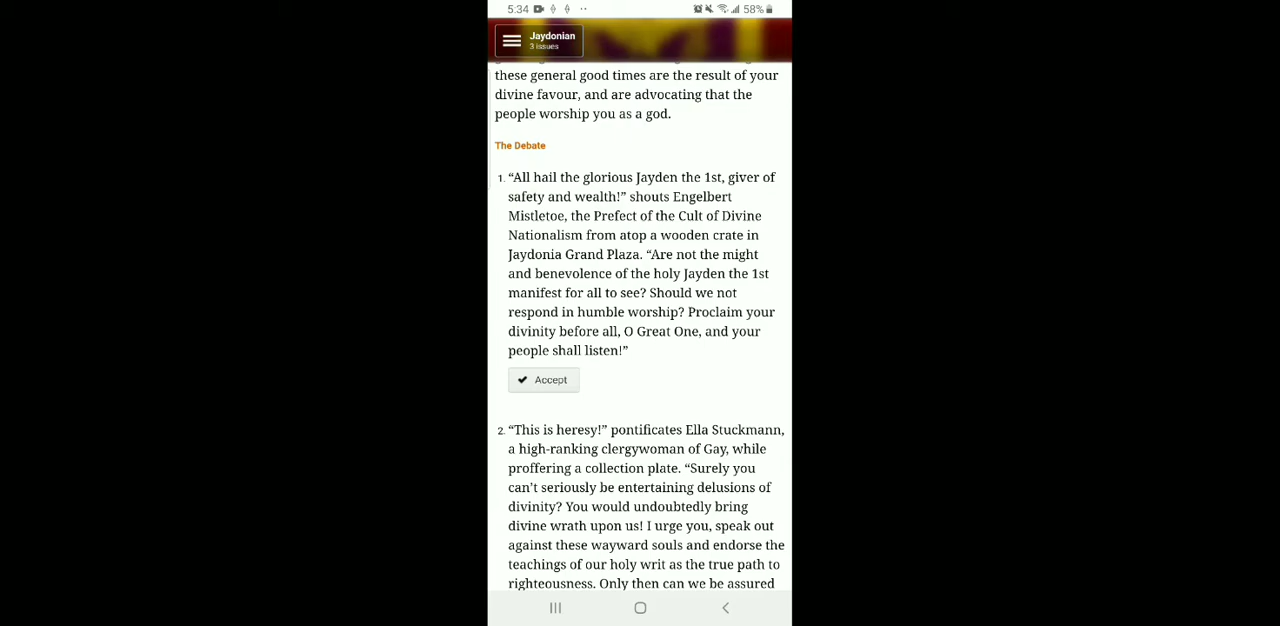 5:34 58%
Jaydonian
3 Issues
these general good times are the result of your
divine favour, and are advocating that the
people worship you as a god.
The Debate
1. “All hail the glorious Jayden the 1st, giver of
safety and wealth!” shouts Engelbert
Mistletoe, the Prefect of the Cult of Divine
Nationalism from atop a wooden crate in
Jaydonia Grand Plaza. “Are not the might
and benevolence of the holy Jayden the 1st
manifest for all to see? Should we not
respond in humble worship? Proclaim your
divinity before all, O Great One, and your
people shall listen!”
Accept
2. “This is heresy!” pontificates Ella Stuckmann,
a high-ranking clergywoman of Gay, while
proffering a collection plate. “Surely you
can’t seriously be entertaining delusions of
divinity? You would undoubtedly bring
divine wrath upon us! I urge you, speak out
against these wayward souls and endorse the
teachings of our holy writ as the true path to
righteousness. Only then can we be assured